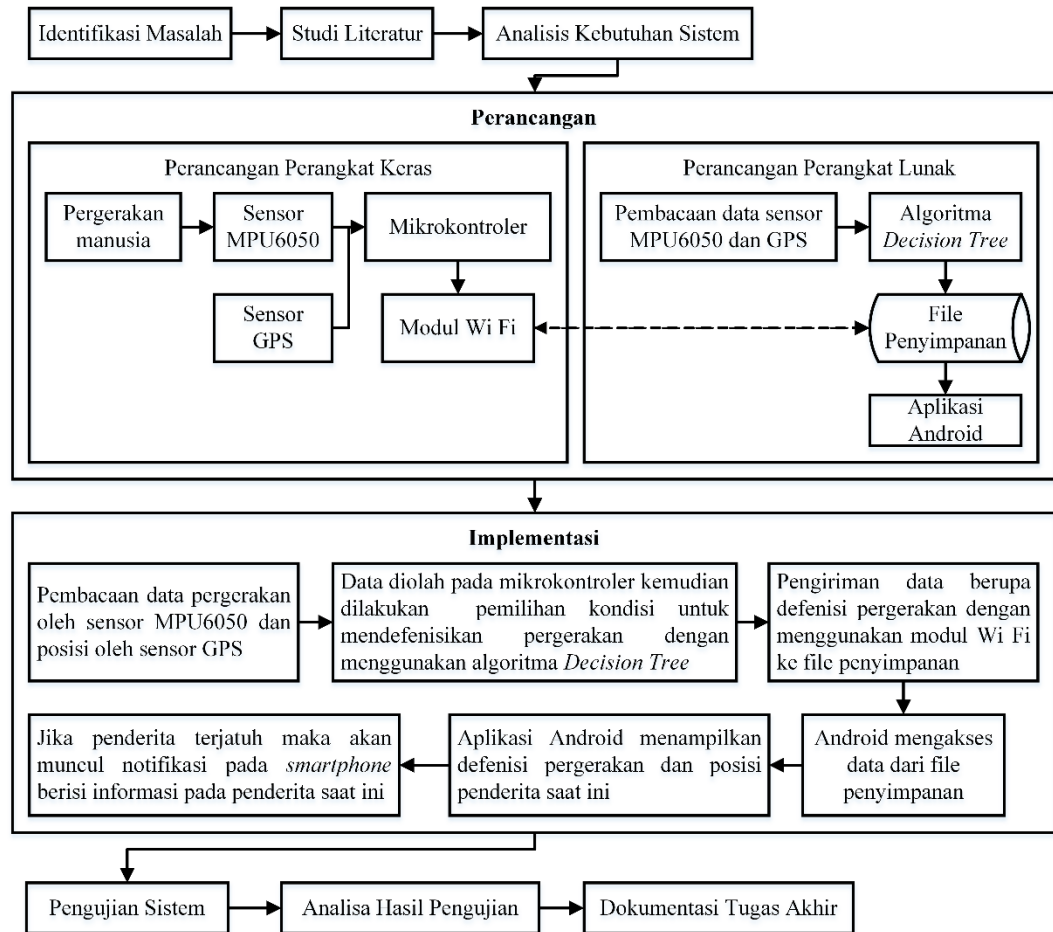 Identifikasi Masalah
Studi Literatur
Analisis Kebutuhan Sistem
Perancangan
Perancangan Perangkat Keras
Pergerakan
manusia
Sensor
MPU6050
Mikrokontroler
Sensor
GPS
Modul Wi Fi
Perancangan Perangkat Lunak
Pembacaan data sensor
MPU6050 dan GPS
Algoritma
Decision Tree
File
Penyimpanan
Aplikasi
Android
Implementasi
Pembacaan data pergerakan
oleh sensor MPU6050 dan
posisi oleh sensor GPS
Data diolah pada mikrokontroler kemudian
dilakukan pemilihan kondisi untuk
mendefenisikan pergerakan dengan
menggunakan algoritma Decision Tree
Pengiriman data berupa
defenisi pergerakan dengan
menggunakan modul Wi Fi
ke file penyimpanan
Android mengakses
data dari file
penyimpanan
Aplikasi Android menampilkan
defenisi pergerakan dan posisi
penderita saat ini
Jika penderita terjatuh maka akan
muncul notifikasi pada smartphone
berisi informasi pada penderita saat ini
Pengujian Sistem
Analisa Hasil Pengujian
Dokumentasi Tugas Akhir